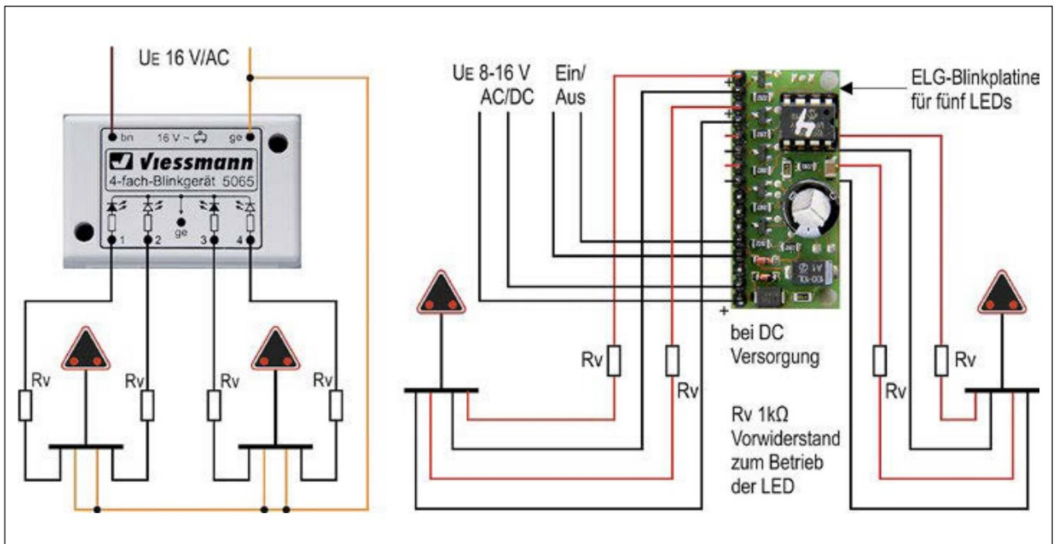 UE 16 V/AC
bn 16 V ~ ge
Viessmann
4-fach-Blinkgerät 5065
ge
1 2 3 4
Rv
Rv
Rv
Rv
UE 8-16 V
AC/DC
Ein/
Aus
ELG-Blinkplatine
für fünf LEDs
+
+
+
Rv
Rv
Rv
Rv
bei DC
Versorgung
Rv 1kΩ
Vorwiderstand
zum Betrieb
der LED